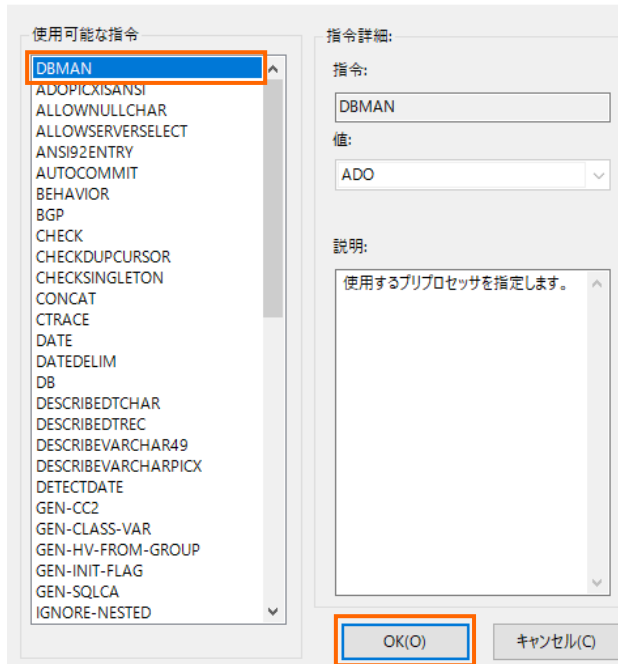 使用可能な指令
DBMAN
ADOPICXISANSI
ALLOWNULLCHAR
ALLOWSERVERSELECT
ANSI92ENTRY
AUTOCOMMIT
BEHAVIOR
BGP
CHECK
CHECKDUPCURSOR
CHECKSINGLETON
CONCAT
CTRACE
DATE
DATEDELIM
DB
DESCRIBEDTCHAR
DESCRIBEDTREC
DESCRIBEVARCHAR49
DESCRIBEVARCHARPICX
DETECTDATE
GEN-CC2
GEN-CLASS-VAR
GEN-HV-FROM-GROUP
GEN-INIT-FLAG
GEN-SQLCA
IGNORE-NESTED
指令詳細:
指令:
DBMAN
値:
ADO
説明:
使用するプリプロセッサを指定します。
OK(O)
キャンセル(C)